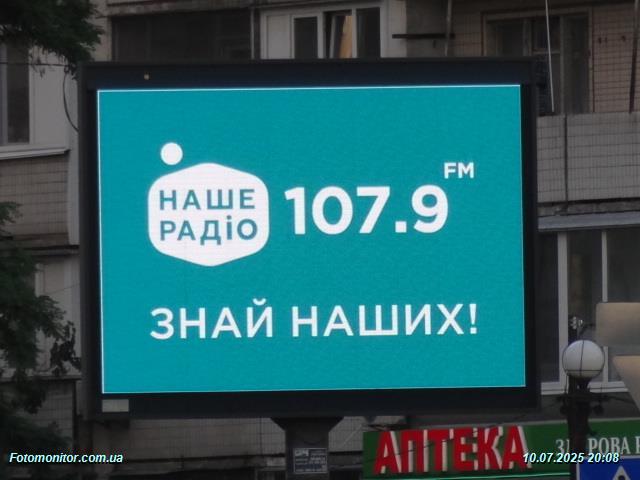 НАШЕ
РАДіО
107.9
FM
ЗНАЙ НАШИХ!
АПТЕКА
Fotomonitor.com.ua
10.07.2025 20:08